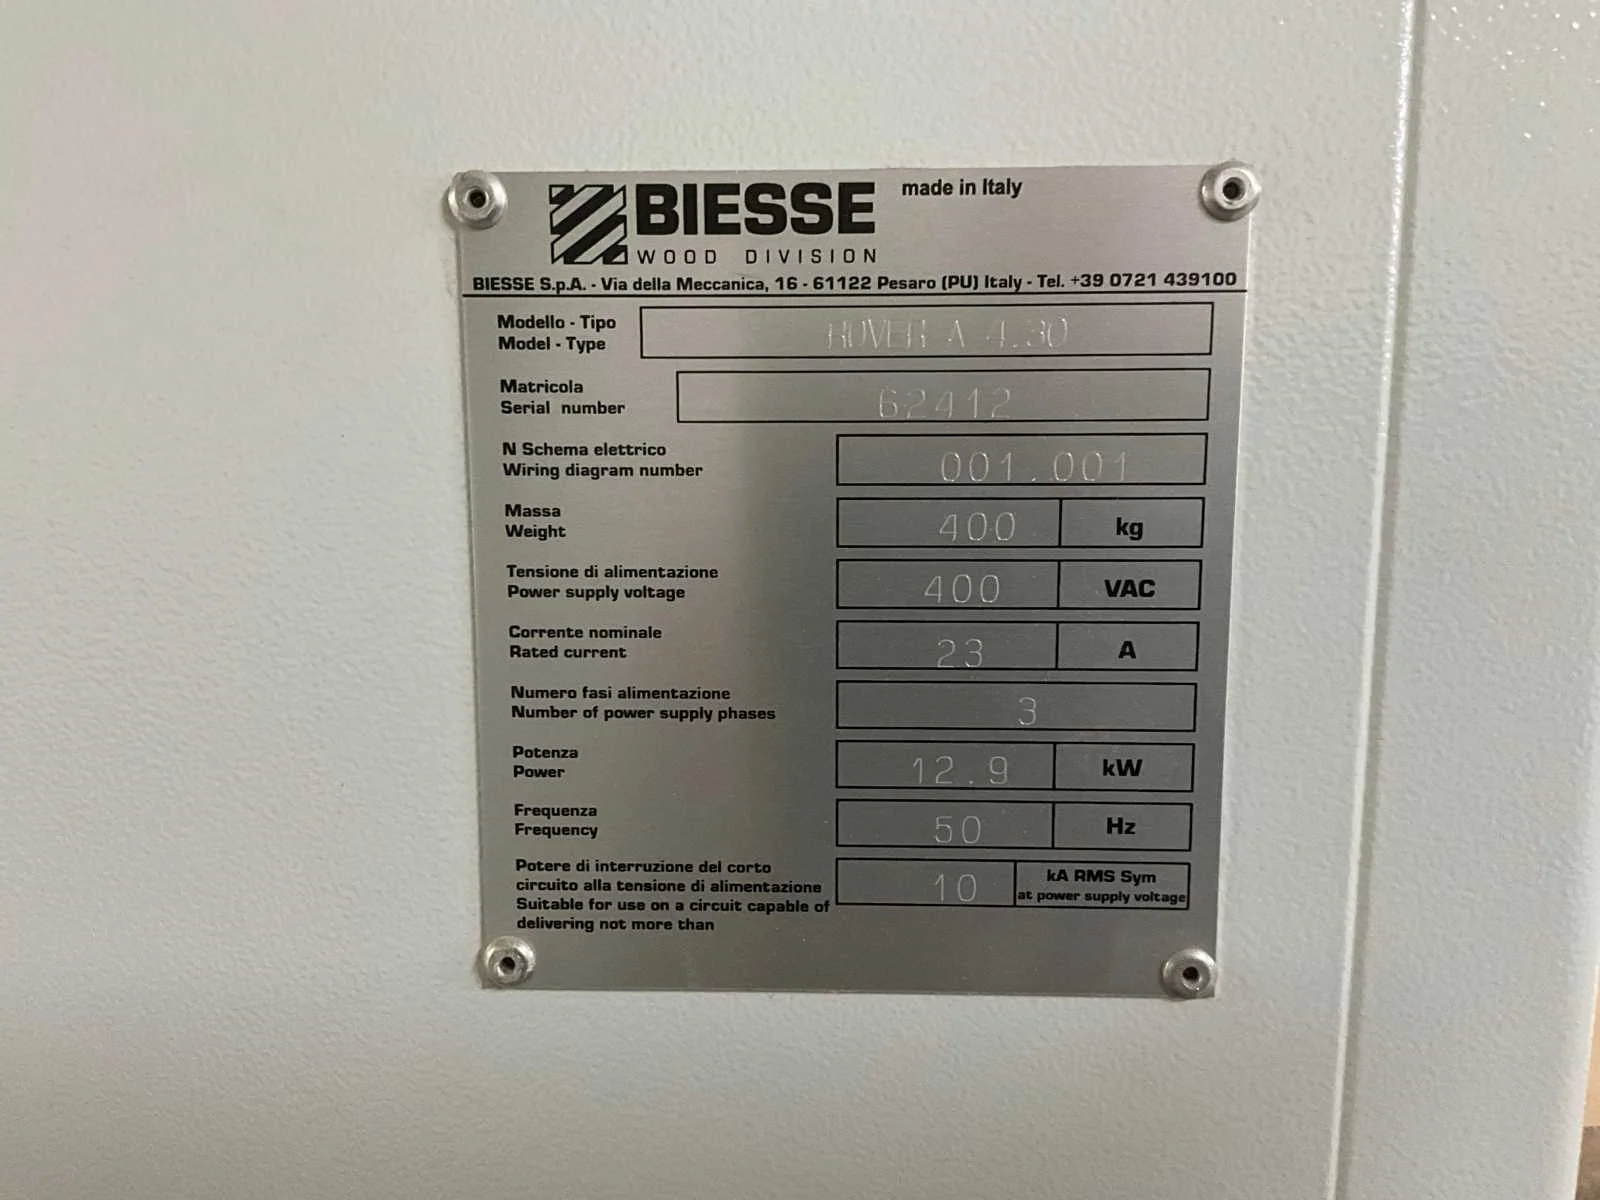 BIESSE made in Italy
WOOD DIVISION
BIESSE S.p.A. - Via della Meccanica, 16 - 61122 Pesaro (PU) Italy - Tel. +39 0721 439100
Modello - Tipo
Model - Type
ROVER A 4.30
Matricola
Serial number
62412
N Schema elettrico
Wiring diagram number
001.001
Massa
Weight
400 kg
Tensione di alimentazione
Power supply voltage
400 VAC
Corrente nominale
Rated current
23 A
Numero fasi alimentazione
Number of power supply phases
3
Potenza
Power
12.9 kW
Frequenza
Frequency
50 Hz
Potere di interruzione del corto
circuito alla tensione di alimentazione
Suitable for use on a circuit capable of
delivering not more than
10 kA RMS Sym
at power supply voltage